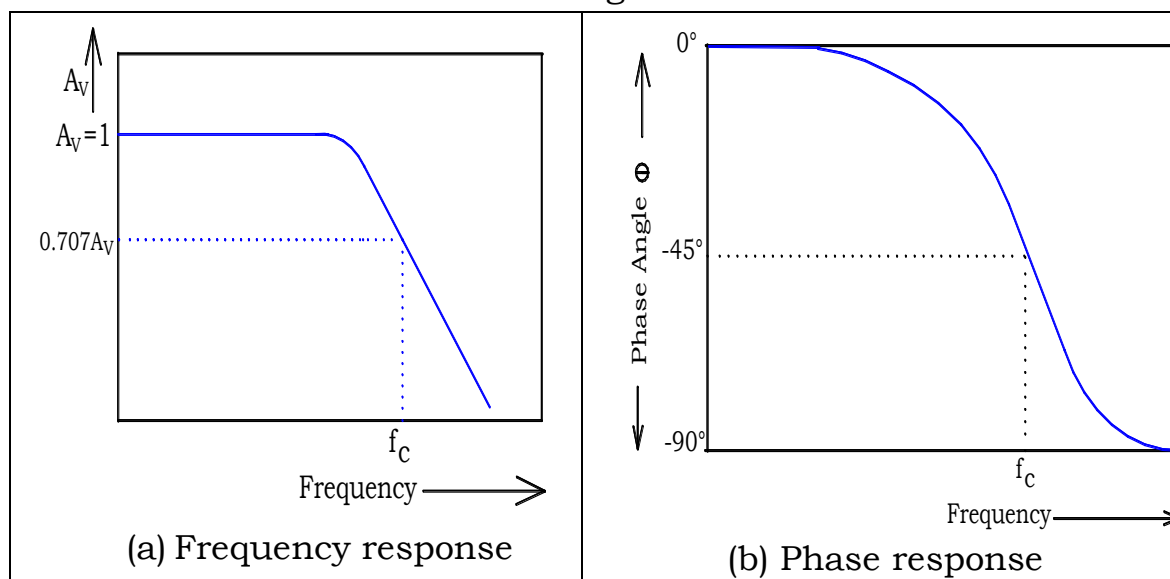 A_V
A_V=1
0.707A_V
f_c
Frequency
(a) Frequency response
0°
Phase Angle Φ
-45°
-90°
f_c
Frequency
(b) Phase response